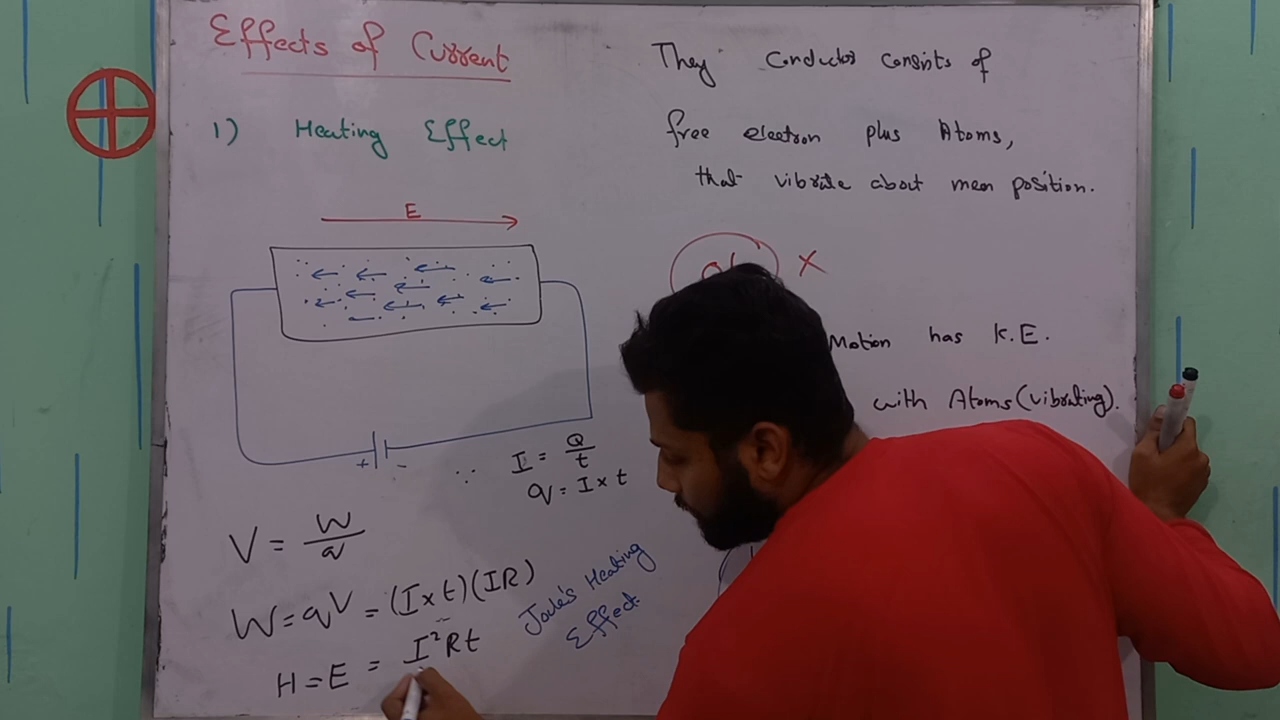 Effects of Current
1) Heating Effect
E
+ -
∵ I = Q/t
q = I × t
V = W/q
W = qV = (I × t)(IR)
H = E = I²Rt
Joule's Heating
Effect
They conductor consists of
free electron plus Atoms,
that vibrate about mean position.
×
Motion has K.E.
with Atoms (vibrating).